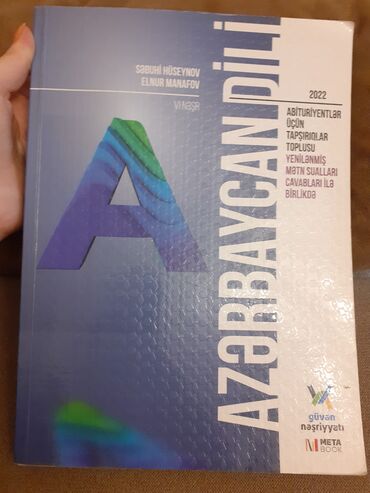 SƏBUHİ HÜSEYNOV
ELNUR MANAFOV
VI NƏŞR
A
AZƏRBAYCAN DİLİ
2022
ABİTURİYENTLƏR
ÜÇÜN
TAPŞIRIQLAR
TOPLUSU
YENİLƏNMİŞ
MƏTN SUALLARI
CAVABLARI İLƏ
BİRLİKDƏ
güvən
nəşriyyatı
META
BOOK